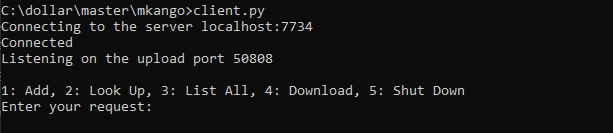 C:\dollar\master\mkango>client.py
Connecting to the server localhost:7734
Connected
Listening on the upload port 50808
1: Add, 2: Look Up, 3: List All, 4: Download, 5: Shut Down
Enter your request: